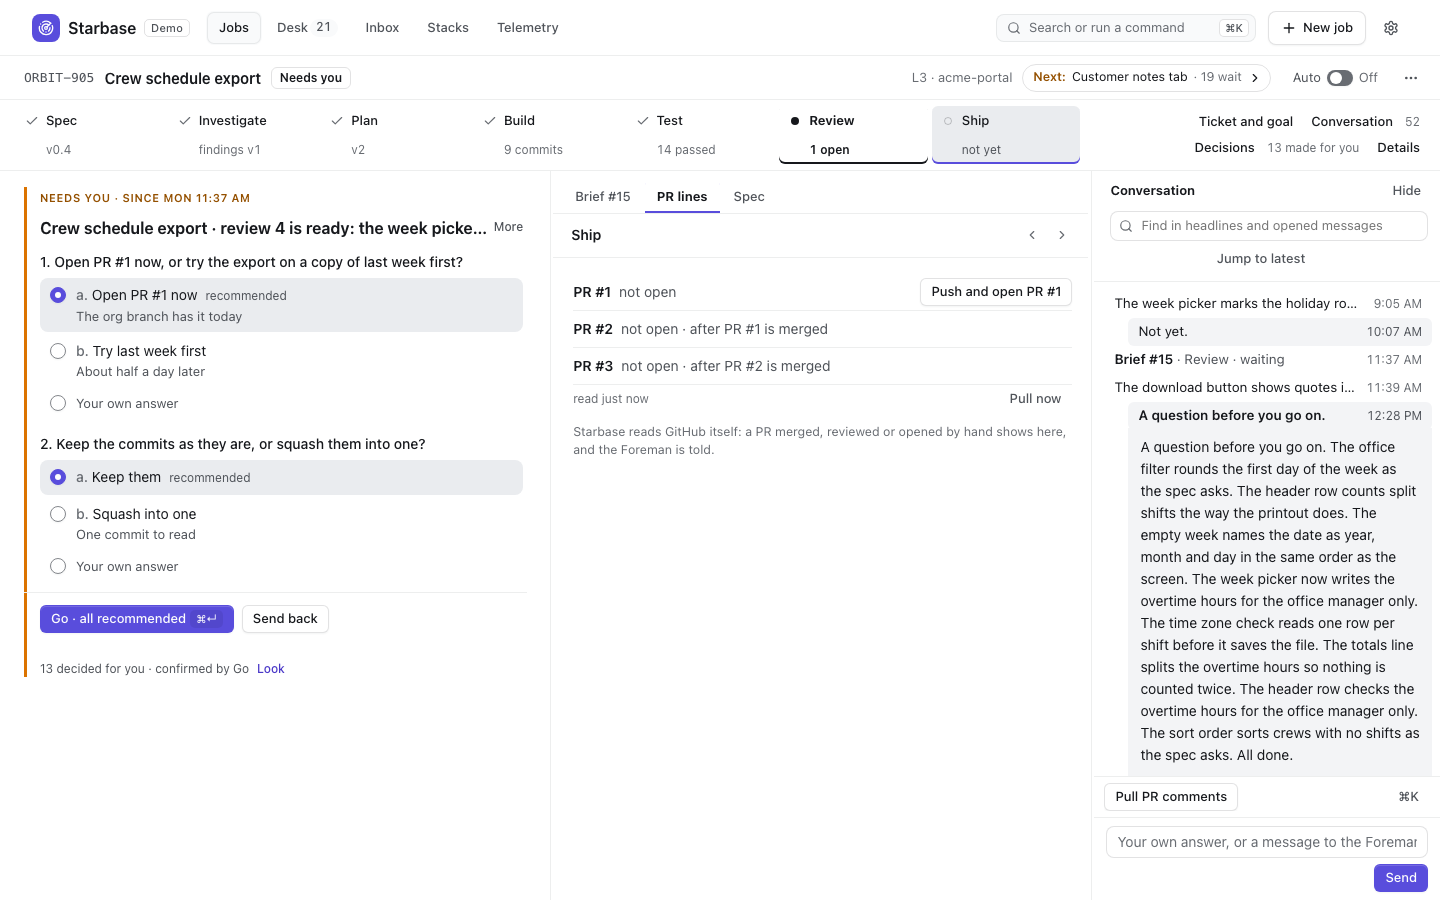 Starbase Demo Jobs Desk 21 Inbox Stacks Telemetry Search or run a command ⌘K New job
ORBIT-905 Crew schedule export Needs you L3 · acme-portal Next: Customer notes tab · 19 wait Auto Off
Spec
v0.4
Investigate
findings v1
Plan
v2
Build
9 commits
Test
14 passed
Review
1 open
Ship
not yet
Ticket and goal Conversation 52
Decisions 13 made for you Details
NEEDS YOU · SINCE MON 11:37 AM
Crew schedule export · review 4 is ready: the week picke... More
1. Open PR #1 now, or try the export on a copy of last week first?
a. Open PR #1 now recommended
The org branch has it today
b. Try last week first
About half a day later
Your own answer
2. Keep the commits as they are, or squash them into one?
a. Keep them recommended
b. Squash into one
One commit to read
Your own answer
Go · all recommended ⌘↵ Send back
13 decided for you · confirmed by Go Look
Brief #15 PR lines Spec
Ship
PR #1 not open Push and open PR #1
PR #2 not open · after PR #1 is merged
PR #3 not open · after PR #2 is merged
read just now Pull now
Starbase reads GitHub itself: a PR merged, reviewed or opened by hand shows here,
and the Foreman is told.
Conversation Hide
Find in headlines and opened messages
Jump to latest
The week picker marks the holiday ro... 9:05 AM
Not yet. 10:07 AM
Brief #15 · Review · waiting 11:37 AM
The download button shows quotes i... 11:39 AM
A question before you go on. 12:28 PM
A question before you go on. The office
filter rounds the first day of the week as
the spec asks. The header row counts split
shifts the way the printout does. The
empty week names the date as year,
month and day in the same order as the
screen. The week picker now writes the
overtime hours for the office manager only.
The time zone check reads one row per
shift before it saves the file. The totals line
splits the overtime hours so nothing is
counted twice. The header row checks the
overtime hours for the office manager only.
The sort order sorts crews with no shifts as
the spec asks. All done.
Pull PR comments ⌘K
Your own answer, or a message to the Foreman
Send